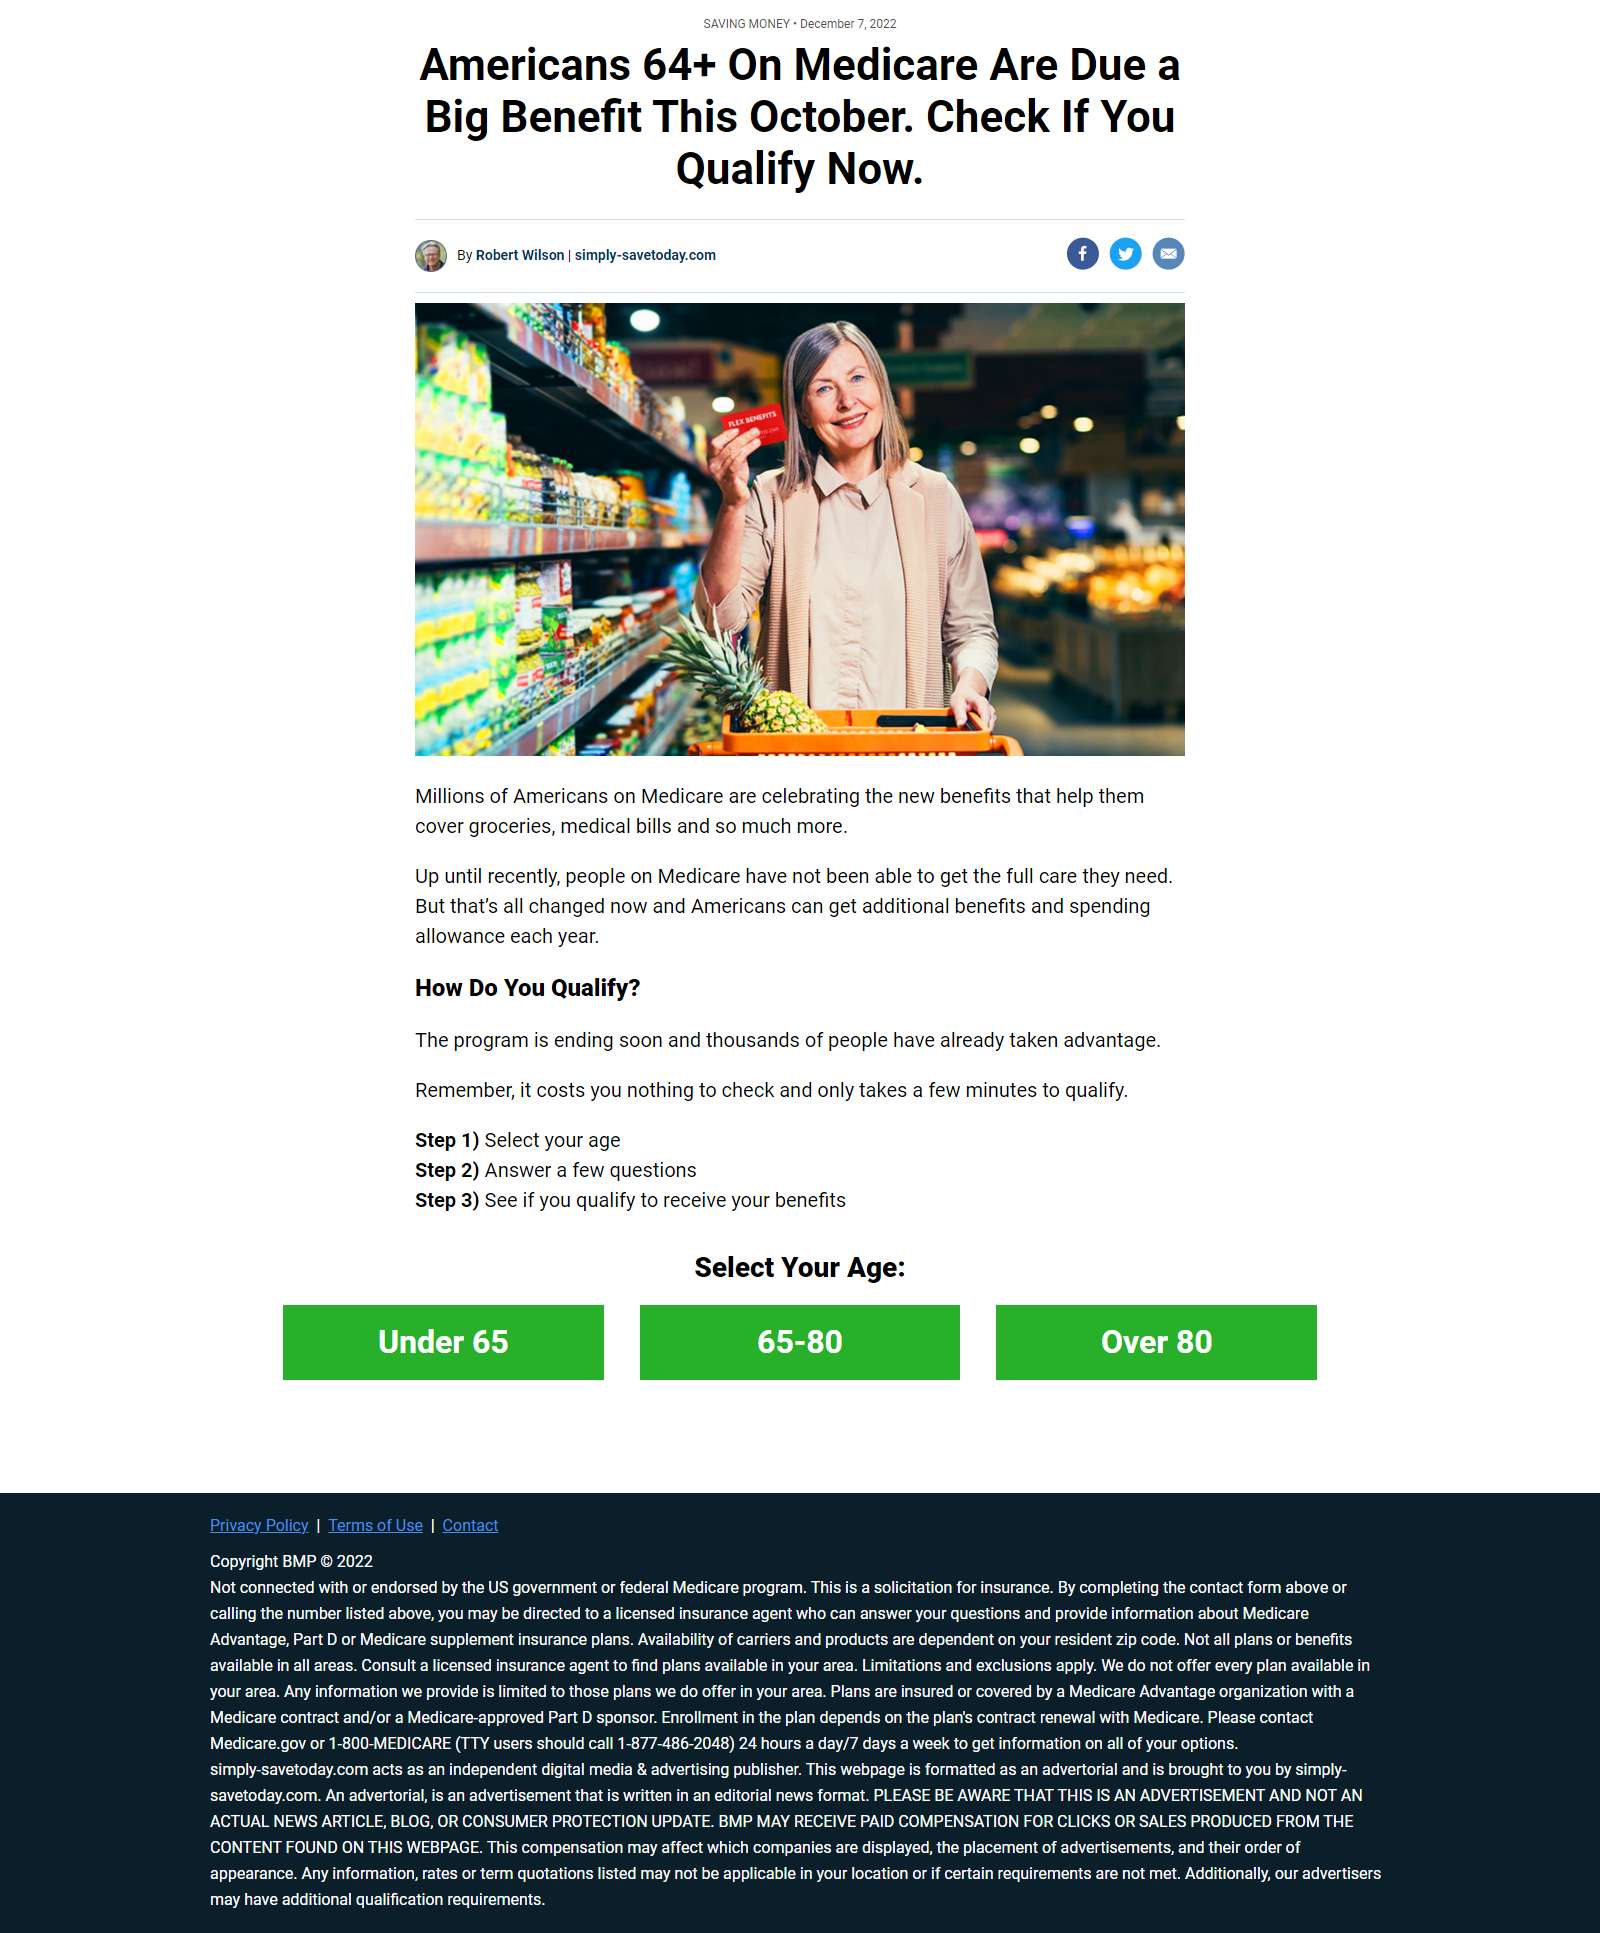 SAVING MONEY • December 7, 2022
Americans 64+ On Medicare Are Due a
Big Benefit This October. Check If You
Qualify Now.
By Robert Wilson | simply-savetoday.com
FLEX BENEFITS
Millions of Americans on Medicare are celebrating the new benefits that help them
cover groceries, medical bills and so much more.
Up until recently, people on Medicare have not been able to get the full care they need.
But that’s all changed now and Americans can get additional benefits and spending
allowance each year.
How Do You Qualify?
The program is ending soon and thousands of people have already taken advantage.
Remember, it costs you nothing to check and only takes a few minutes to qualify.
Step 1) Select your age
Step 2) Answer a few questions
Step 3) See if you qualify to receive your benefits
Select Your Age:
Under 65
65-80
Over 80
Privacy Policy | Terms of Use | Contact
Copyright BMP © 2022
Not connected with or endorsed by the US government or federal Medicare program. This is a solicitation for insurance. By completing the contact form above or
calling the number listed above, you may be directed to a licensed insurance agent who can answer your questions and provide information about Medicare
Advantage, Part D or Medicare supplement insurance plans. Availability of carriers and products are dependent on your resident zip code. Not all plans or benefits
available in all areas. Consult a licensed insurance agent to find plans available in your area. Limitations and exclusions apply. We do not offer every plan available in
your area. Any information we provide is limited to those plans we do offer in your area. Plans are insured or covered by a Medicare Advantage organization with a
Medicare contract and/or a Medicare-approved Part D sponsor. Enrollment in the plan depends on the plan's contract renewal with Medicare. Please contact
Medicare.gov or 1-800-MEDICARE (TTY users should call 1-877-486-2048) 24 hours a day/7 days a week to get information on all of your options.
simply-savetoday.com acts as an independent digital media & advertising publisher. This webpage is formatted as an advertorial and is brought to you by simply-
savetoday.com. An advertorial, is an advertisement that is written in an editorial news format. PLEASE BE AWARE THAT THIS IS AN ADVERTISEMENT AND NOT AN
ACTUAL NEWS ARTICLE, BLOG, OR CONSUMER PROTECTION UPDATE. BMP MAY RECEIVE PAID COMPENSATION FOR CLICKS OR SALES PRODUCED FROM THE
CONTENT FOUND ON THIS WEBPAGE. This compensation may affect which companies are displayed, the placement of advertisements, and their order of
appearance. Any information, rates or term quotations listed may not be applicable in your location or if certain requirements are not met. Additionally, our advertisers
may have additional qualification requirements.